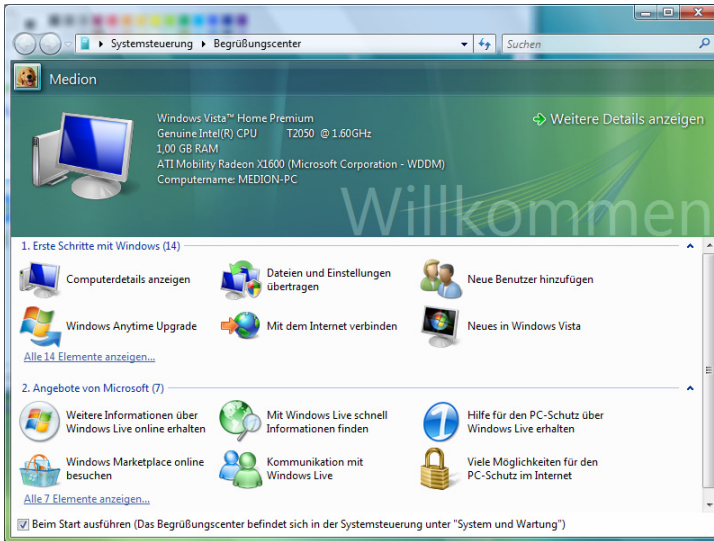 Systemsteuerung ▸ Begrüßungscenter
Suchen
Medion
Windows Vista™ Home Premium
Genuine Intel(R) CPU T2050 @ 1.60GHz
1,00 GB RAM
ATI Mobility Radeon X1600 (Microsoft Corporation - WDDM)
Computername: MEDION-PC
Weitere Details anzeigen
Willkommen
1. Erste Schritte mit Windows (14)
Computerdetails anzeigen
Dateien und Einstellungen
übertragen
Neue Benutzer hinzufügen
Windows Anytime Upgrade
Mit dem Internet verbinden
Neues in Windows Vista
Alle 14 Elemente anzeigen...
2. Angebote von Microsoft (7)
Weitere Informationen über
Windows Live online erhalten
Mit Windows Live schnell
Informationen finden
Hilfe für den PC-Schutz über
Windows Live erhalten
Windows Marketplace online
besuchen
Kommunikation mit
Windows Live
Viele Möglichkeiten für den
PC-Schutz im Internet
Alle 7 Elemente anzeigen...
Beim Start ausführen (Das Begrüßungscenter befindet sich in der Systemsteuerung unter "System und Wartung")